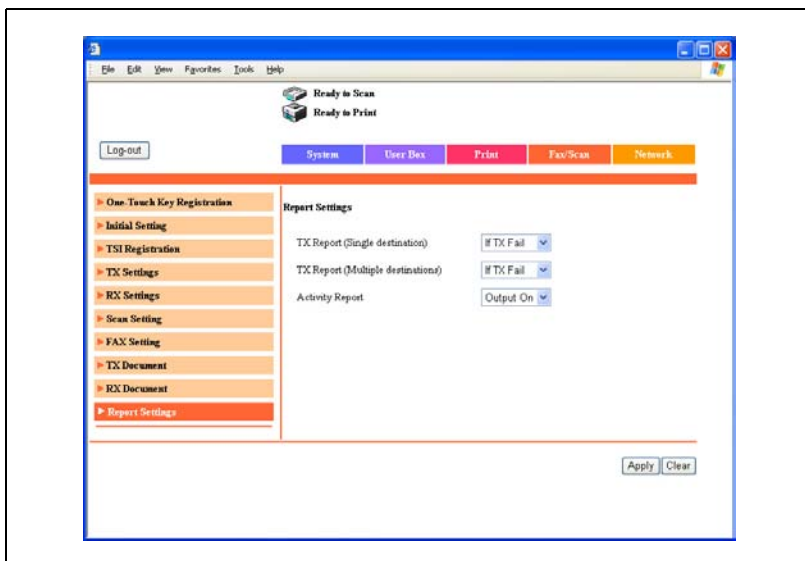 File Edit View Favorites Tools Help
Ready to Scan
Ready to Print
Log-out
System User Box Print Fax/Scan Network
One-Touch Key Registration
Initial Setting
TSI Registration
TX Settings
RX Settings
Scan Setting
FAX Setting
TX Document
RX Document
Report Settings
Report Settings
TX Report (Single destination) If TX Fail
TX Report (Multiple destinations) If TX Fail
Activity Report Output On
Apply Clear